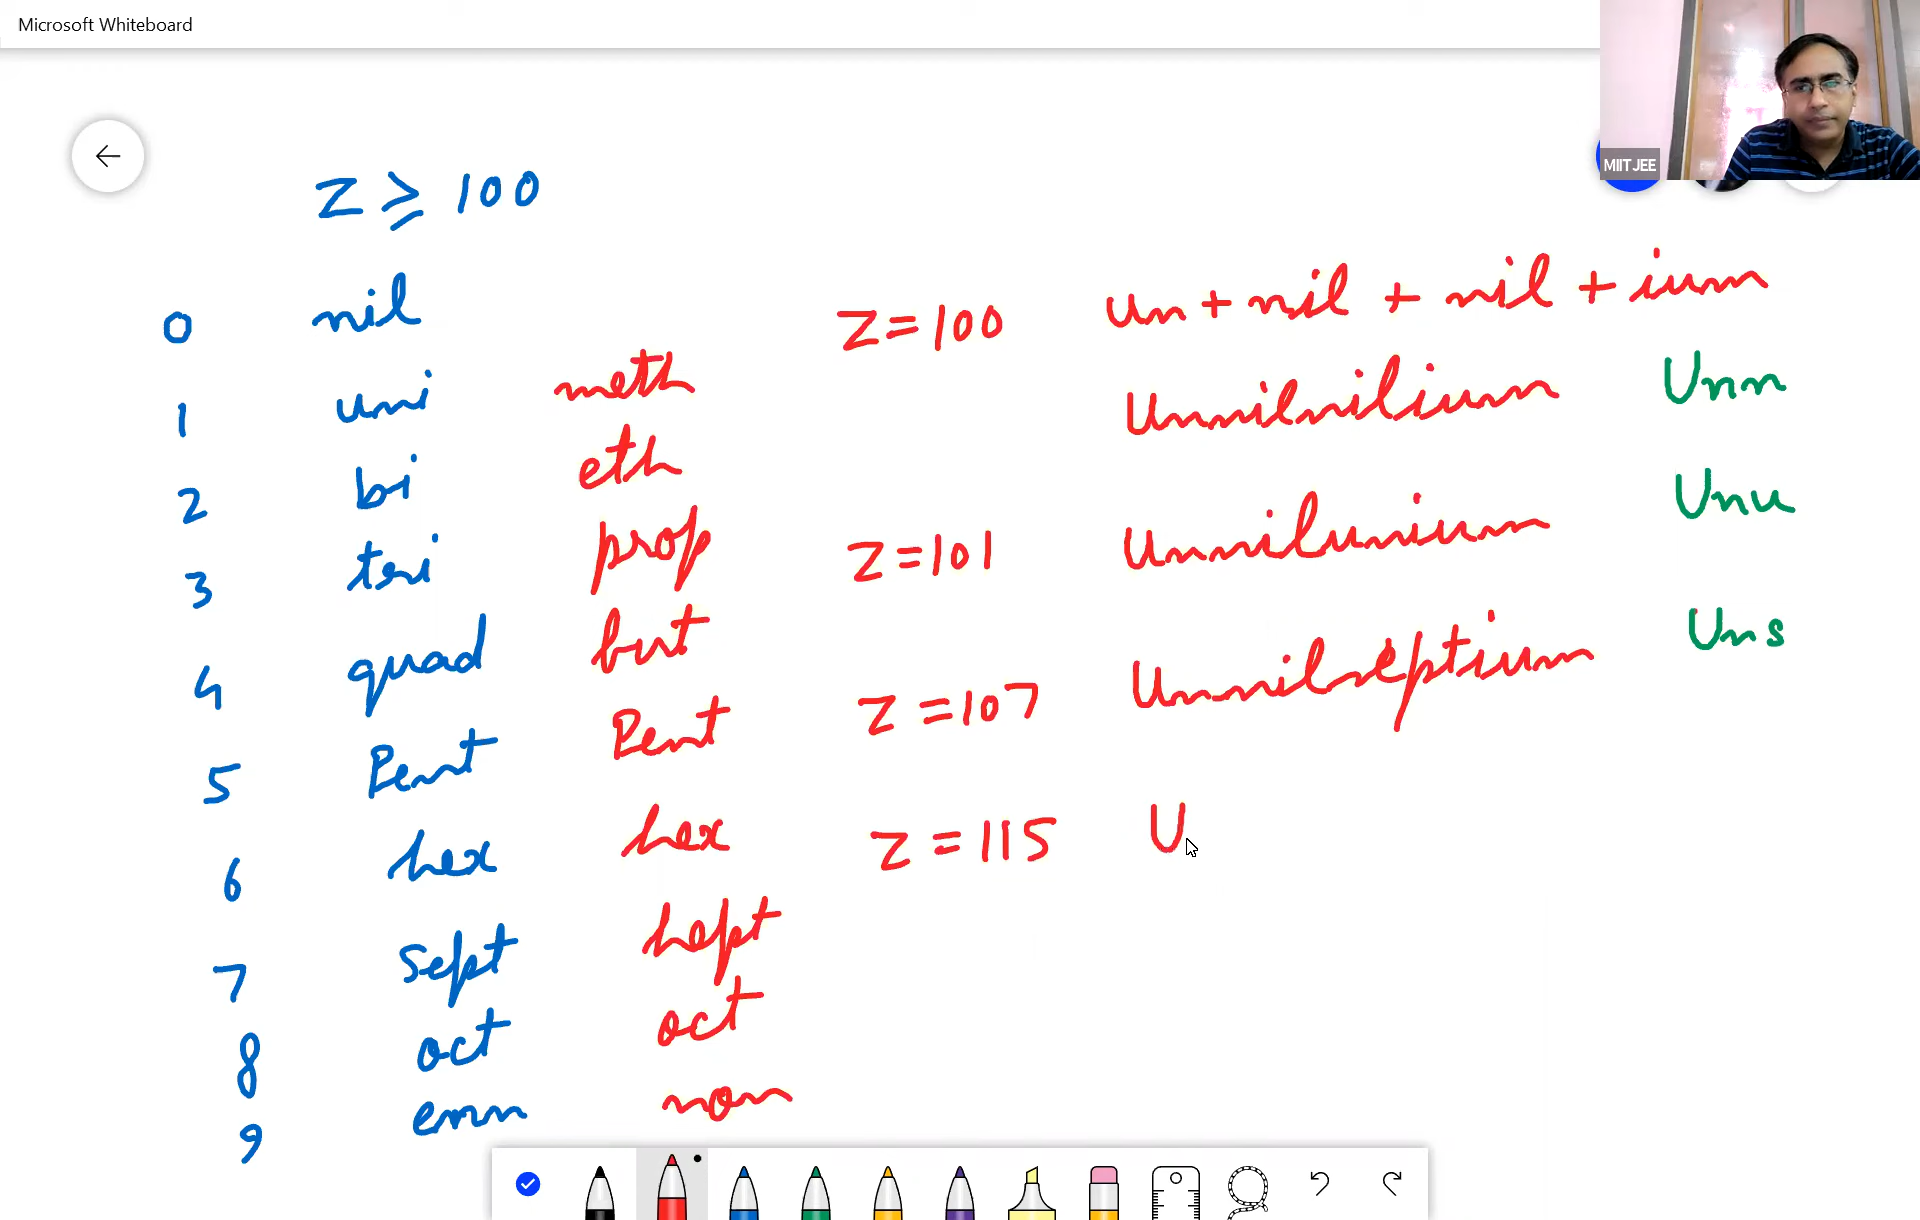 Microsoft Whiteboard
MIIT JEE
Z ⩾ 100
0 nil
1 uni meth
2 bi eth
3 tri prop
4 quad but
5 Pent Pent
6 hex hex
7 Sept hept
8 oct oct
9 enn non
Z=100 un + nil + nil + ium
Unnilnilium Unn
Z=101 Unnilunium Unu
Z=107 Unnilseptium Uns
Z=115 U